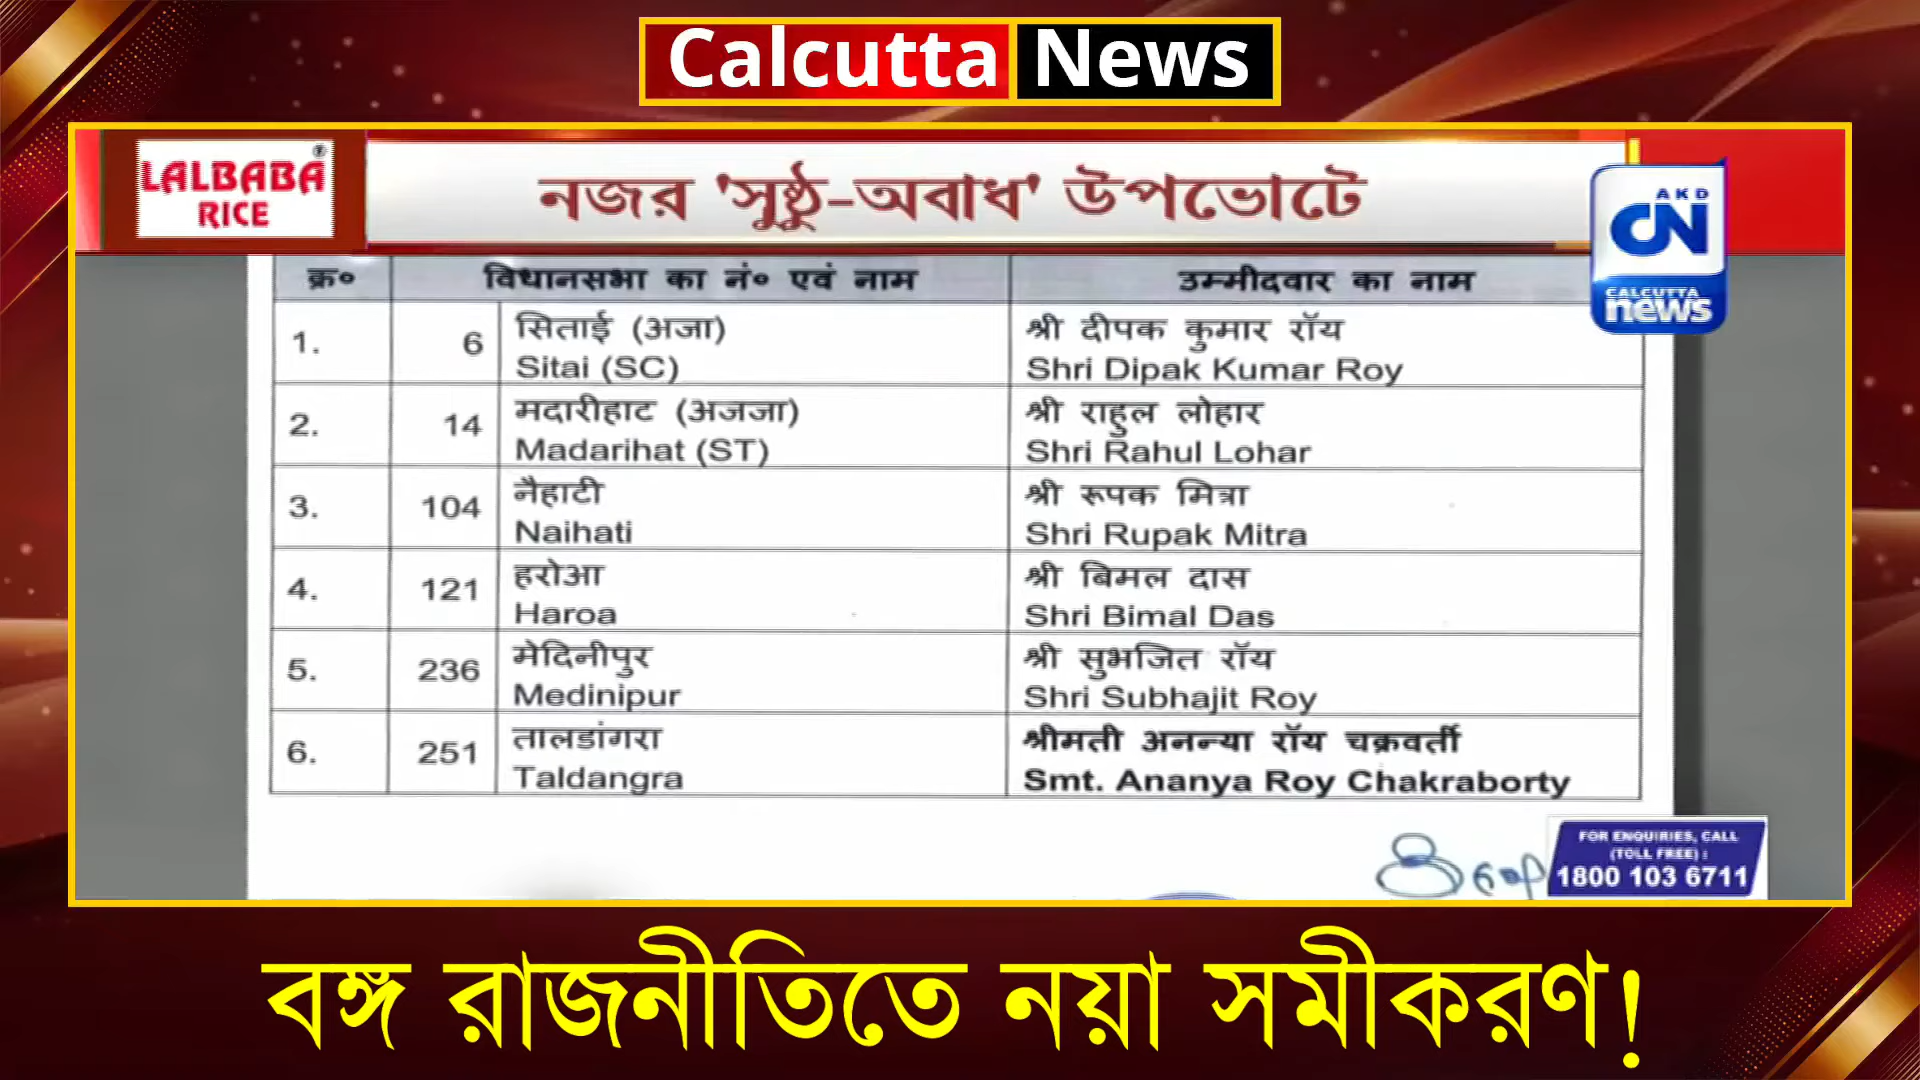 Calcutta News
LALBABA
RICE
নজর 'সুষ্ঠু-অবাধ' উপভোটে
AKD
CN
CALCUTTA
news
क्र० विधानसभा का नं० एवं नाम उम्मीदवार का नाम
1. 6 सिताई (अजा) श्री दीपक कुमार रॉय
Sitai (SC) Shri Dipak Kumar Roy
2. 14 मदारीहाट (अजजा) श्री राहुल लोहार
Madarihat (ST) Shri Rahul Lohar
3. 104 नैहाटी श्री रूपक मित्रा
Naihati Shri Rupak Mitra
4. 121 हरोआ श्री बिमल दास
Haroa Shri Bimal Das
5. 236 मेदिनीपुर श्री सुभजित रॉय
Medinipur Shri Subhajit Roy
6. 251 तालडांगरा श्रीमती अनन्या रॉय चक्रवर्ती
Taldangra Smt. Ananya Roy Chakraborty
FOR ENQUIRIES, CALL
(TOLL FREE) :
1800 103 6711
বঙ্গ রাজনীতিতে নয়া সমীকরণ!